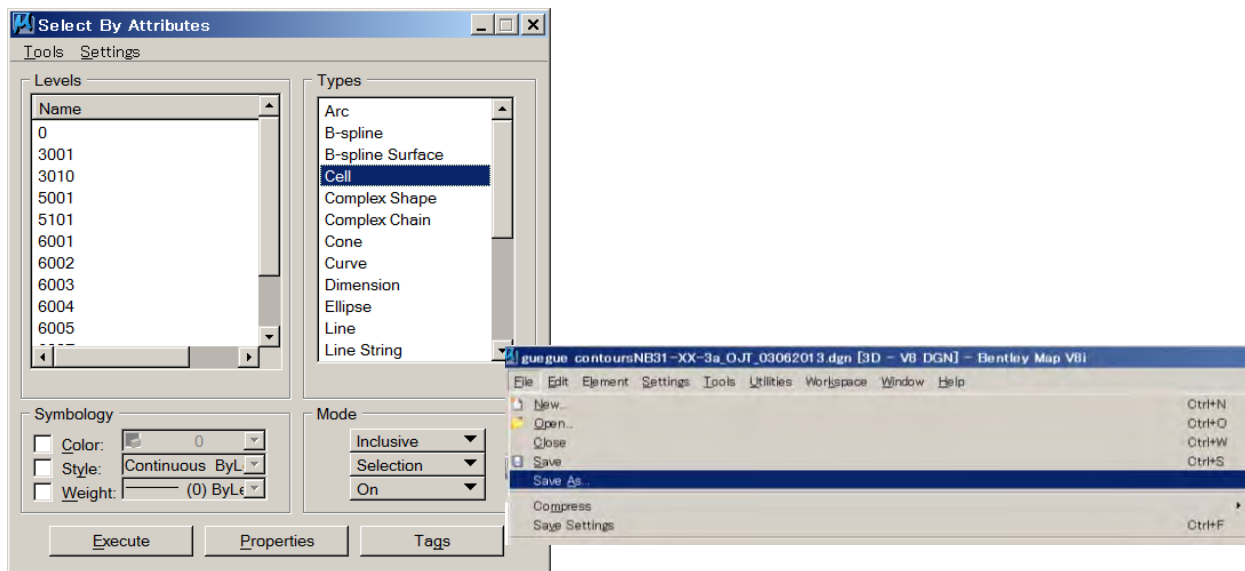 Select By Attributes
Tools Settings
Levels
Name
0
3001
3010
5001
5101
6001
6002
6003
6004
6005
Types
Arc
B-spline
B-spline Surface
Cell
Complex Shape
Complex Chain
Cone
Curve
Dimension
Ellipse
Line
Line String
Symbology
Color: 0
Style: Continuous ByL
Weight: (0) ByLe
Mode
Inclusive
Selection
On
Execute Properties Tags
guegue contoursNB31-XX-3a_OJT_03062013.dgn [3D - V8 DGN] - Bentley Map V8i
File Edit Element Settings Tools Utilities Workspace Window Help
New... Ctrl+N
Open... Ctrl+O
Close Ctrl+W
Save Ctrl+S
Save As...
Compress
Save Settings Ctrl+F